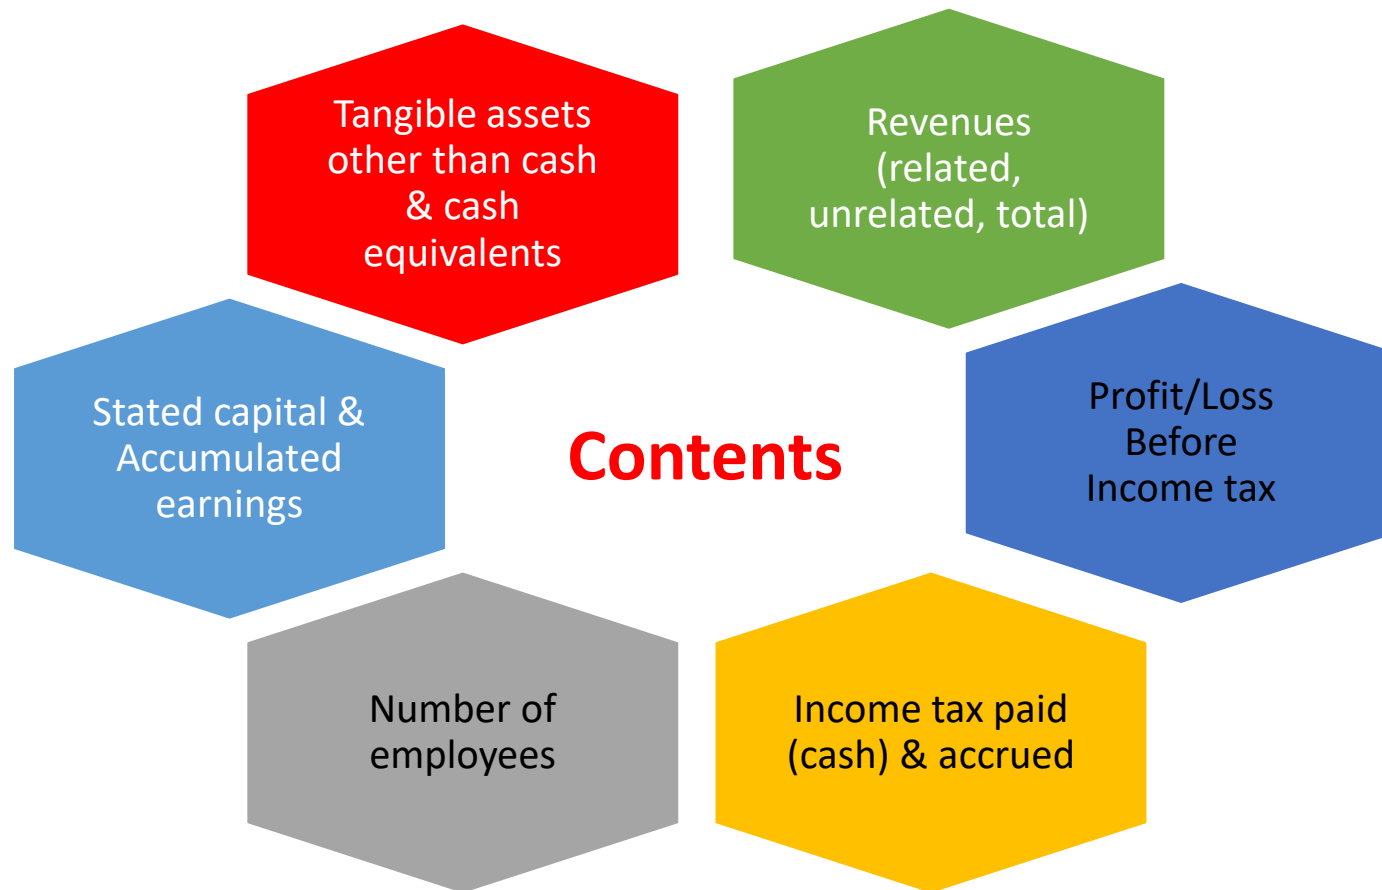 Tangible assets
other than cash
& cash
equivalents
Revenues
(related,
unrelated, total)
Stated capital &
Accumulated
earnings
Contents
Profit/Loss
Before
Income tax
Number of
employees
Income tax paid
(cash) & accrued